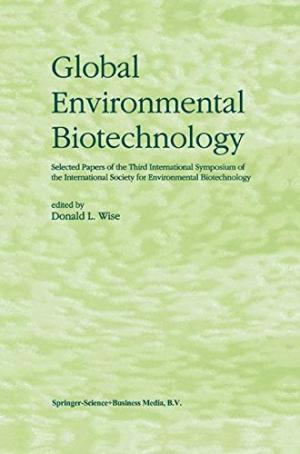 Global
Environmental
Biotechnology
Selected Papers of the Third International Symposium of
the International Society for Environmental Biotechnology
edited by
Donald L. Wise
Springer-Science+Business Media, B.V.